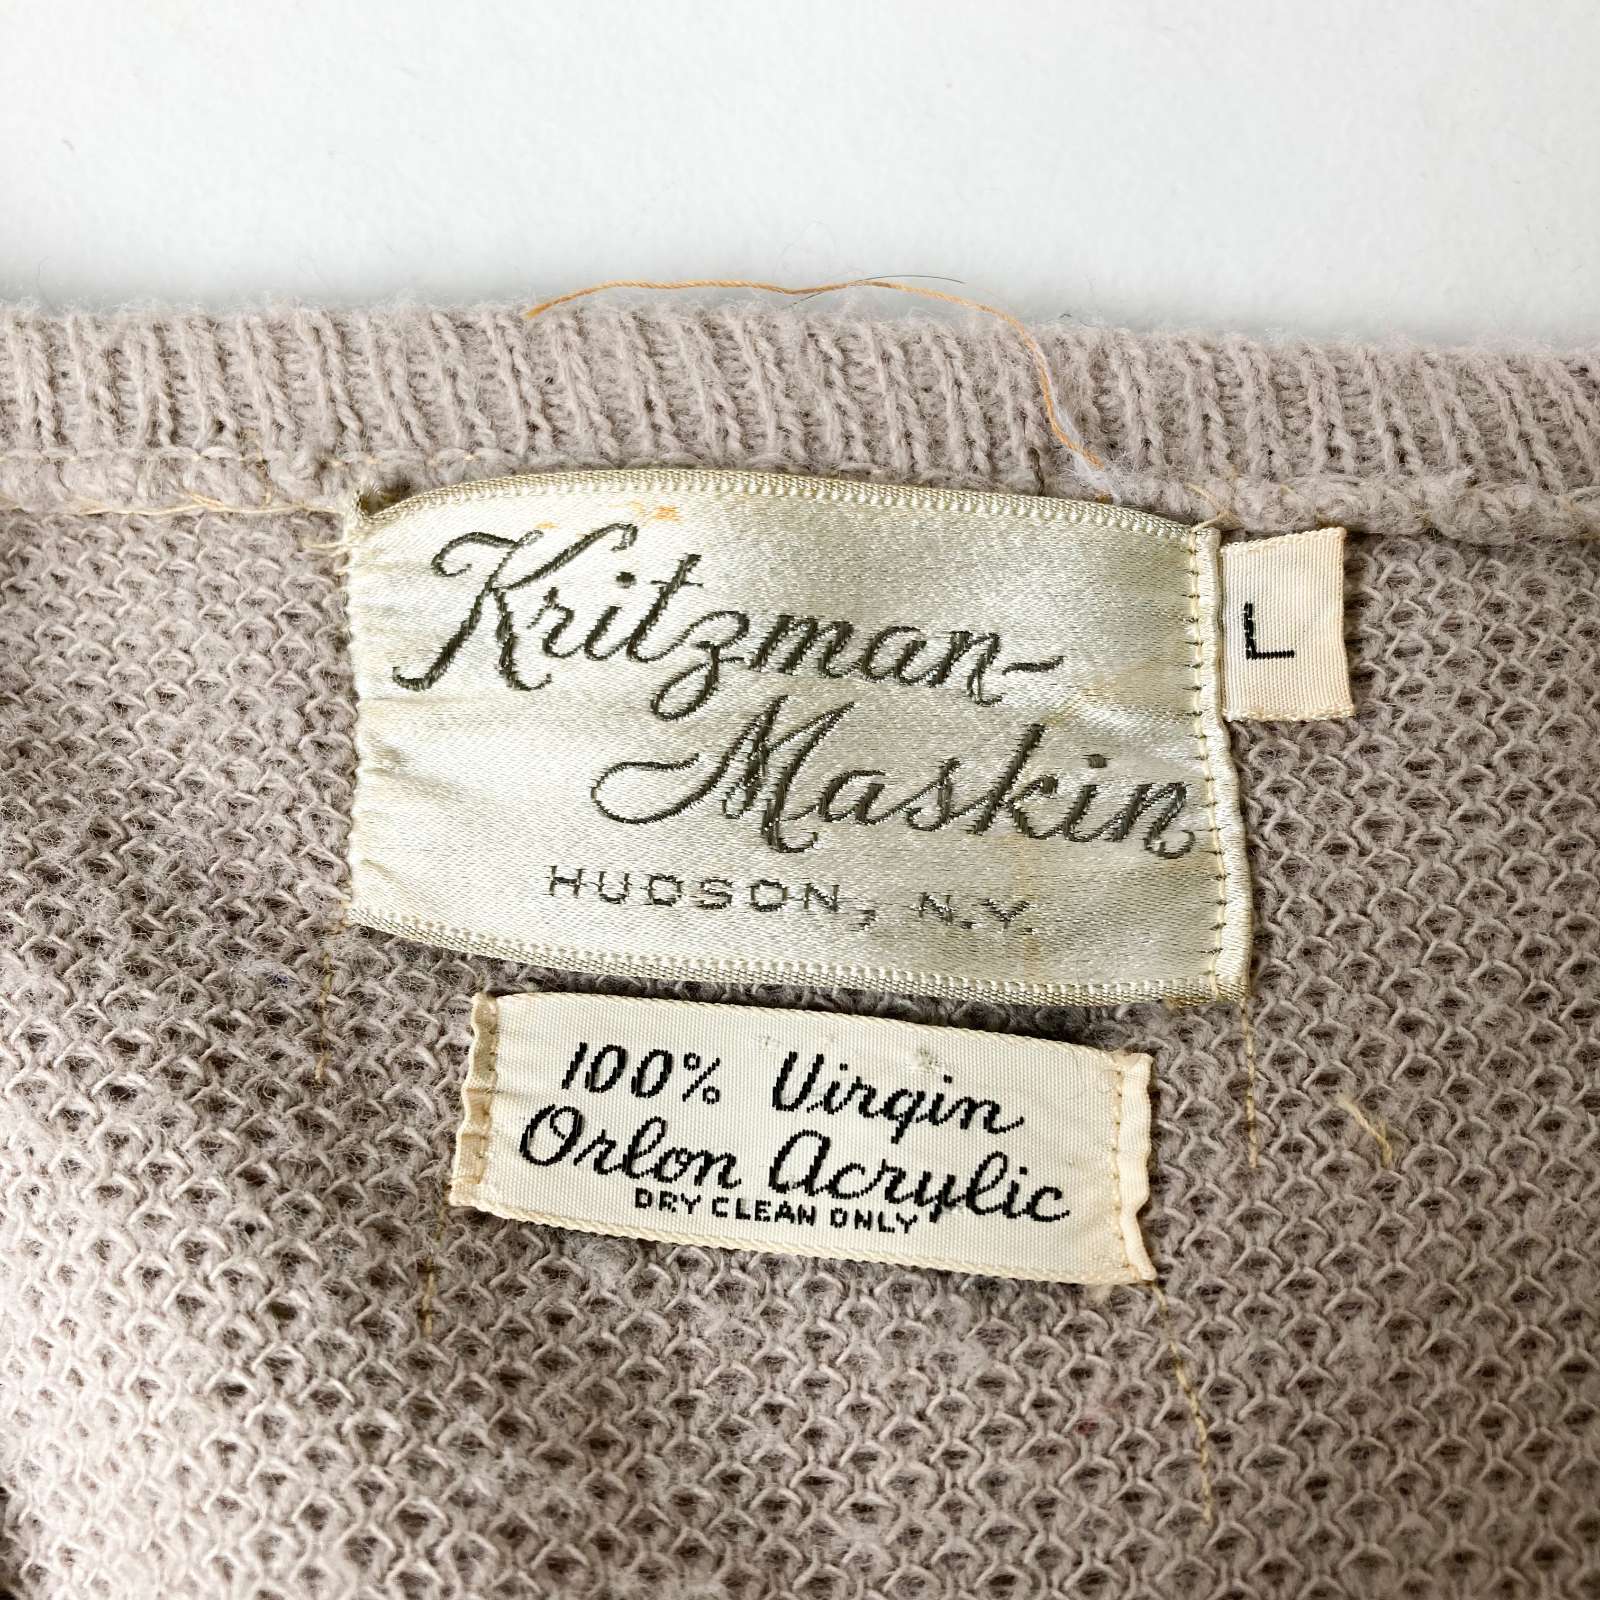 Kritzman-
Maskin
HUDSON, N.Y.
L
100% Virgin
Orlon Acrylic
DRY CLEAN ONLY